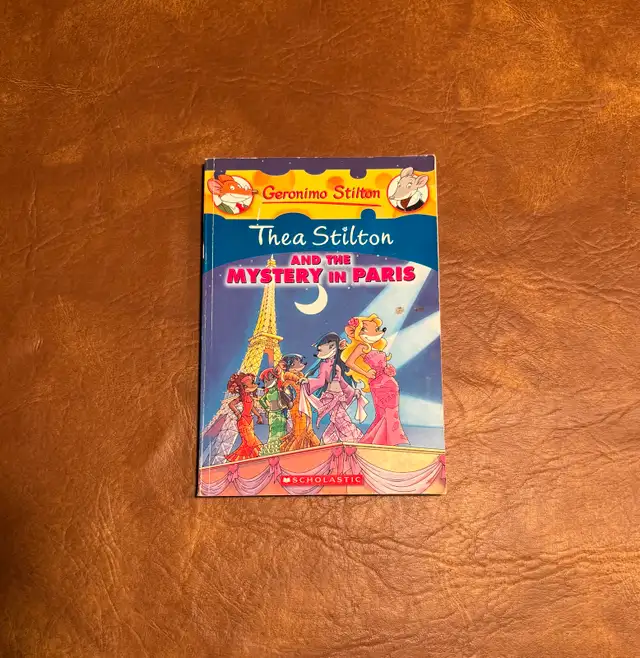 Geronimo Stilton
Thea Stilton
AND THE
MYSTERY IN PARIS
SCHOLASTIC